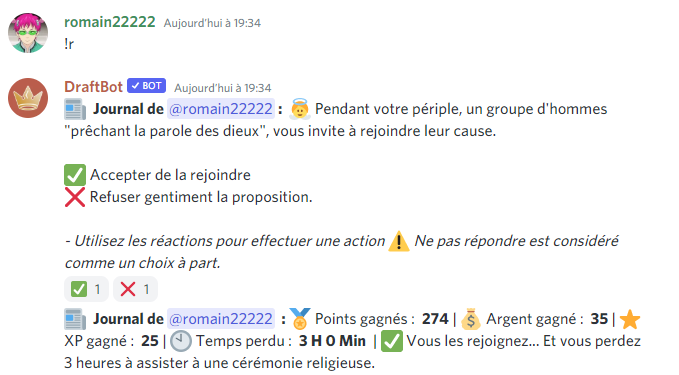 romain22222 Aujourd'hui à 19:34
!r
DraftBot ✓ BOT Aujourd'hui à 19:34
Journal de @romain22222 : Pendant votre périple, un groupe d'hommes
"prêchant la parole des dieux", vous invite à rejoindre leur cause.
✅ Accepter de la rejoindre
❌ Refuser gentiment la proposition.
- Utilisez les réactions pour effectuer une action ⚠️ Ne pas répondre est considéré
comme un choix à part.
✅ 1 ❌ 1
Journal de @romain22222 : Points gagnés : 274 | Argent gagné : 35 |
XP gagné : 25 | Temps perdu : 3 H 0 Min | ✅ Vous les rejoignez... Et vous perdez
3 heures à assister à une cérémonie religieuse.